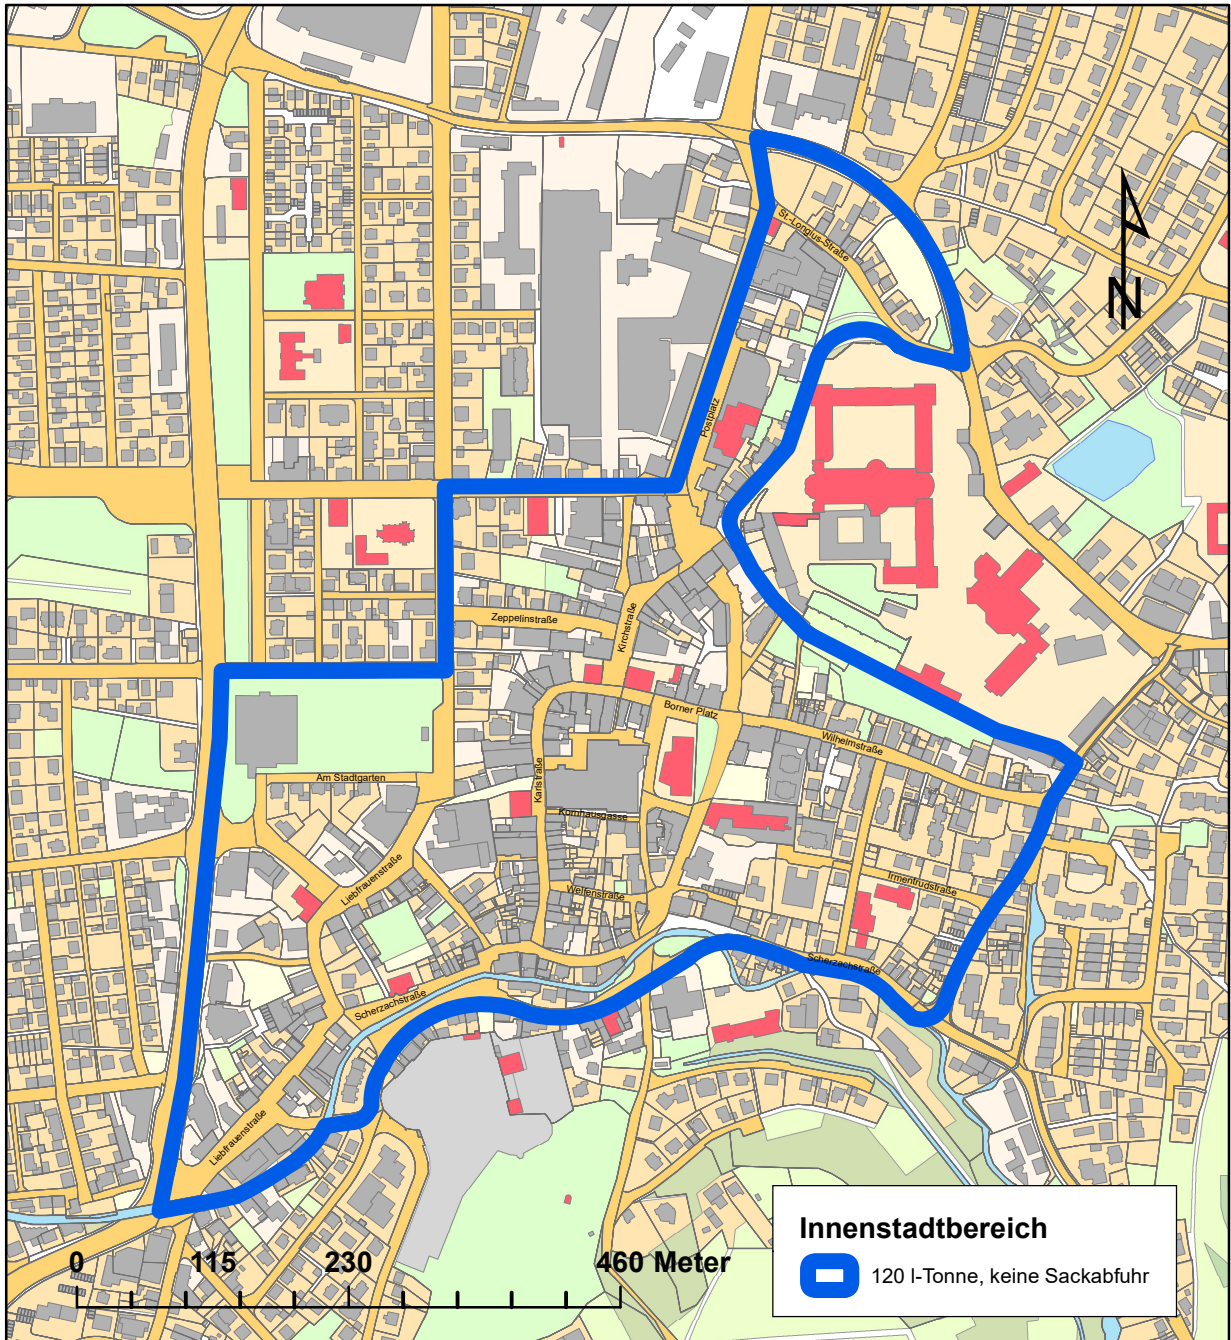 St.-Longius-Straße
N
Postplatz
Zeppelinstraße
Kirchstraße
Borner Platz
Wilhelmstraße
Am Stadtgarten
Karlstraße
Kornhausgasse
Liebfrauenstraße
Welfenstraße
Irmentrudstraße
Scherzachstraße
Scherzachstraße
Liebfrauenstraße
Innenstadtbereich
120 l-Tonne, keine Sackabfuhr
0 115 230 460 Meter